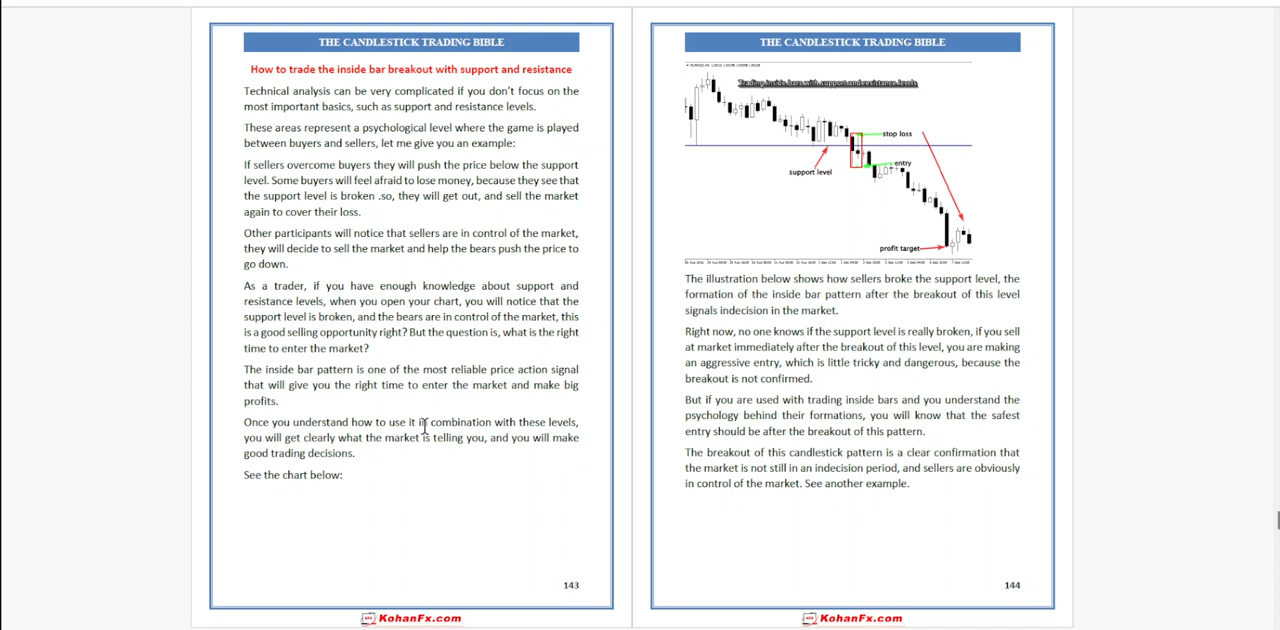 THE CANDLESTICK TRADING BIBLE
How to trade the inside bar breakout with support and resistance
Technical analysis can be very complicated if you don't focus on the
most important basics, such as support and resistance levels.
These areas represent a psychological level where the game is played
between buyers and sellers, let me give you an example:
If sellers overcome buyers they will push the price below the support
level. Some buyers will feel afraid to lose money, because they see that
the support level is broken .so, they will get out, and sell the market
again to cover their loss.
Other participants will notice that sellers are in control of the market,
they will decide to sell the market and help the bears push the price to
go down.
As a trader, if you have enough knowledge about support and
resistance levels, when you open your chart, you will notice that the
support level is broken, and the bears are in control of the market, this
is a good selling opportunity right? But the question is, what is the right
time to enter the market?
The inside bar pattern is one of the most reliable price action signal
that will give you the right time to enter the market and make big
profits.
Once you understand how to use it in combination with these levels,
you will get clearly what the market is telling you, and you will make
good trading decisions.
See the chart below:
143
KohanFx.com
THE CANDLESTICK TRADING BIBLE
Trading inside bars with support and resistance levels
stop loss
entry
support level
profit target
The illustration below shows how sellers broke the support level, the
formation of the inside bar pattern after the breakout of this level
signals indecision in the market.
Right now, no one knows if the support level is really broken, if you sell
at market immediately after the breakout of this level, you are making
an aggressive entry, which is little tricky and dangerous, because the
breakout is not confirmed.
But if you are used with trading inside bars and you understand the
psychology behind their formations, you will know that the safest
entry should be after the breakout of this pattern.
The breakout of this candlestick pattern is a clear confirmation that
the market is not still in an indecision period, and sellers are obviously
in control of the market. See another example.
144
KohanFx.com